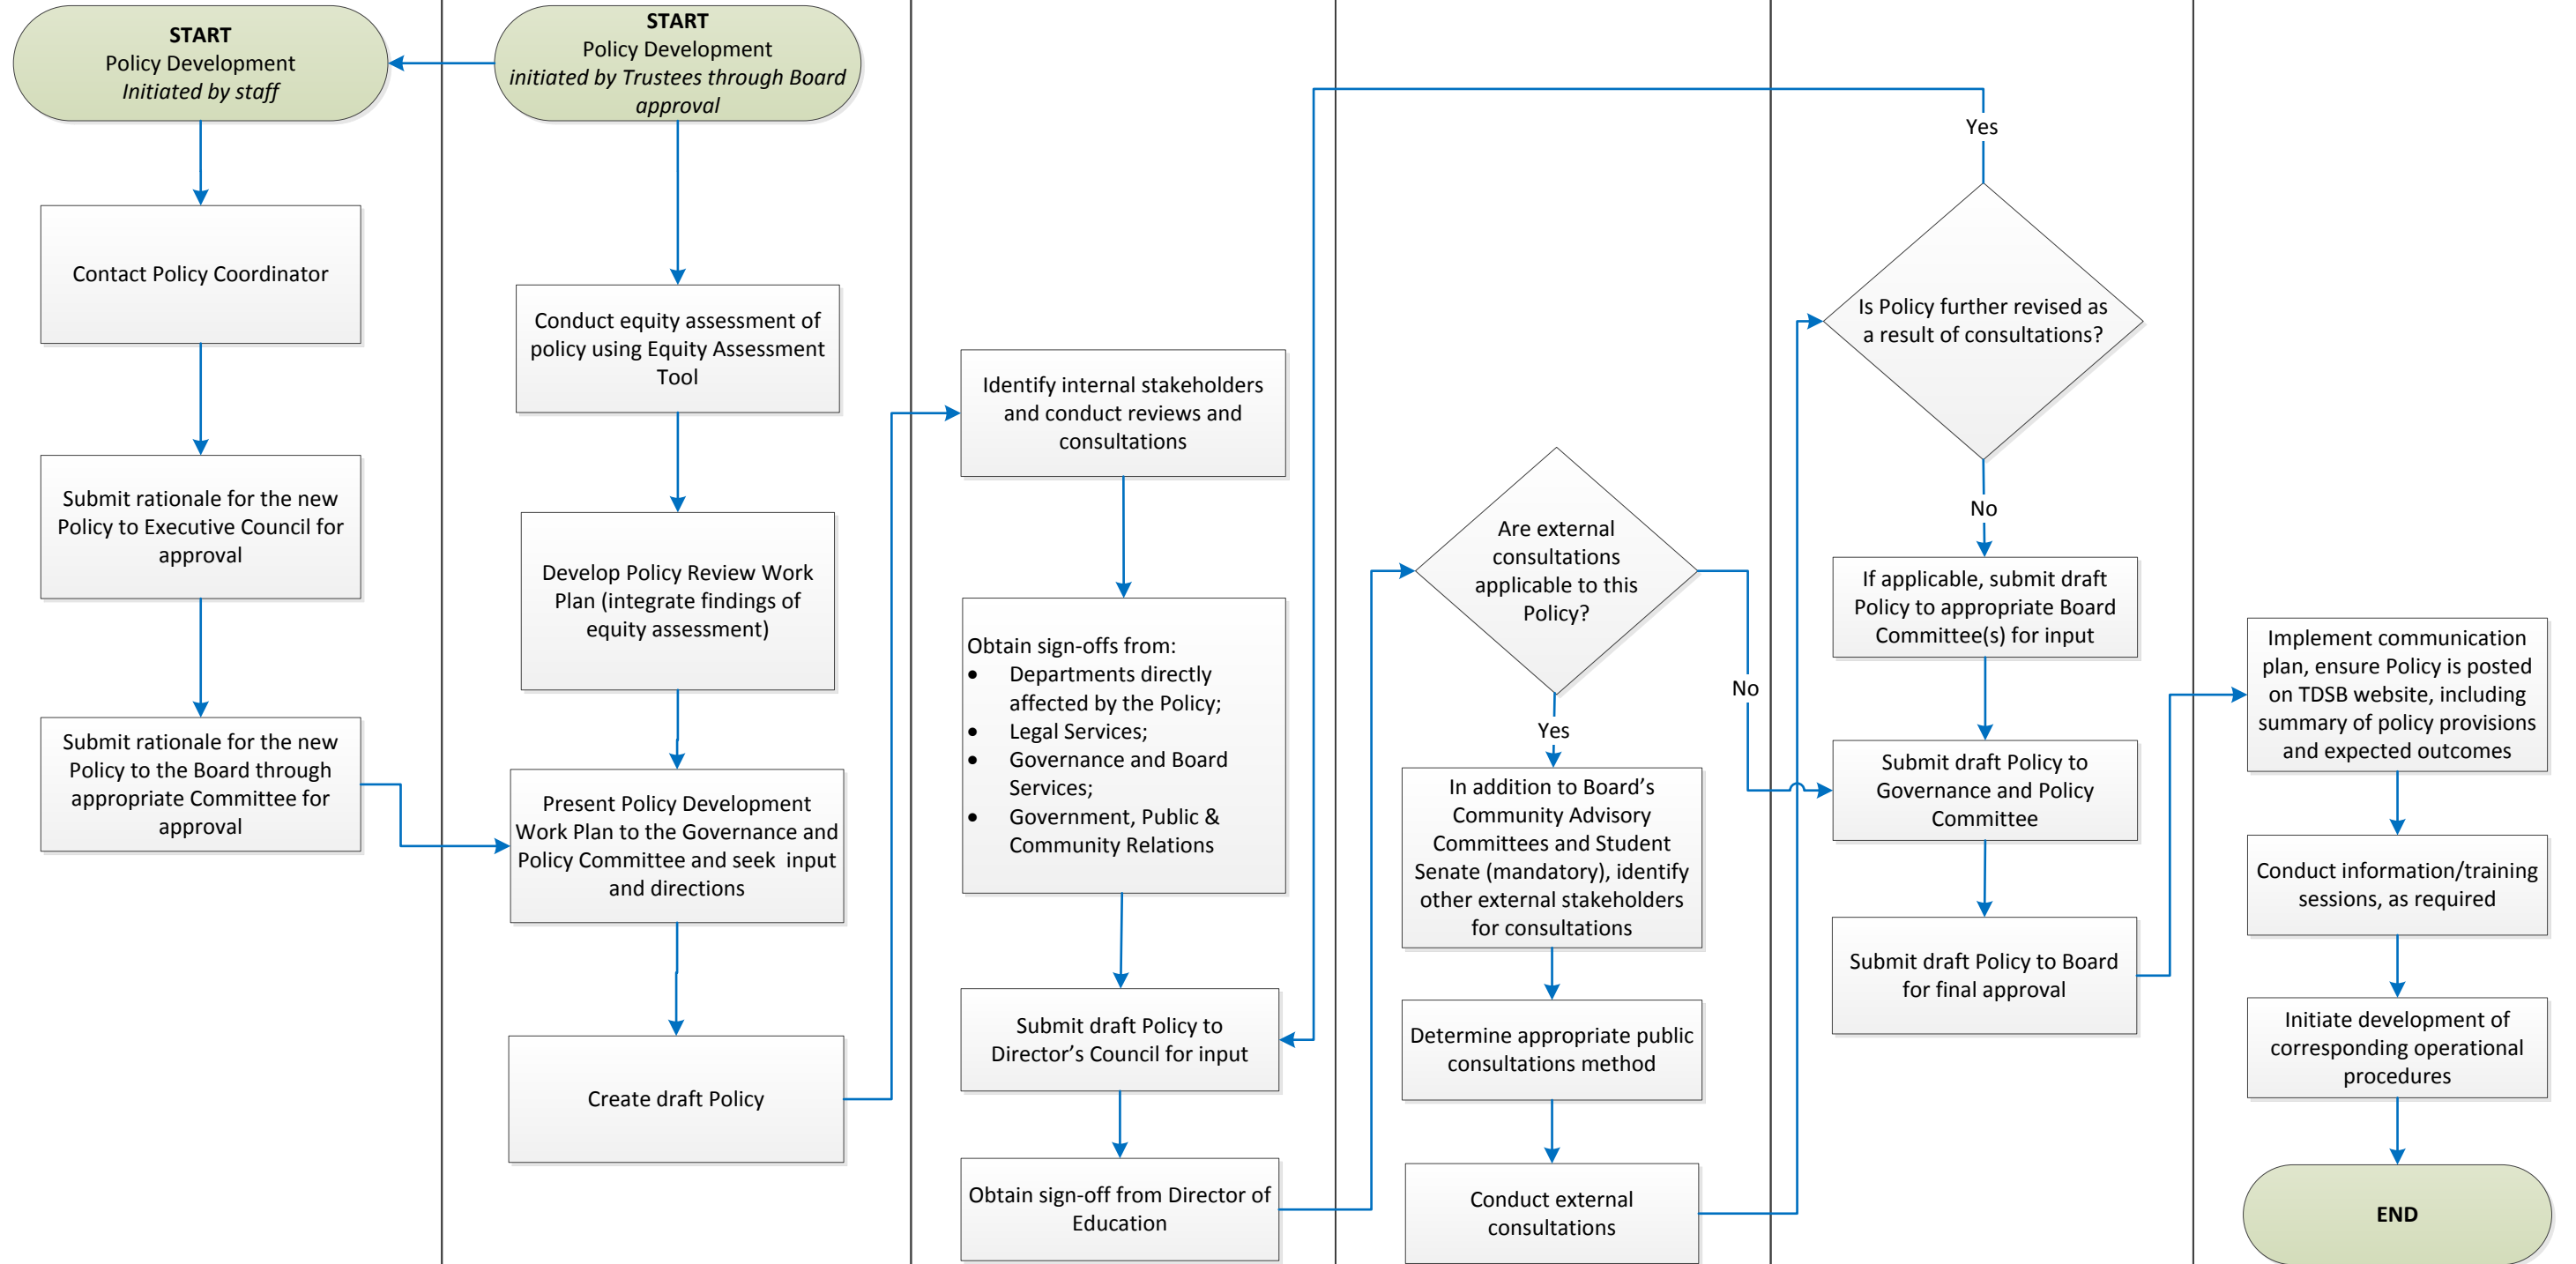 START
Policy Development
Initiated by staff
Contact Policy Coordinator
Submit rationale for the new
Policy to Executive Council for
approval
Submit rationale for the new
Policy to the Board through
appropriate Committee for
approval
START
Policy Development
initiated by Trustees through Board
approval
Conduct equity assessment of
policy using Equity Assessment
Tool
Develop Policy Review Work
Plan (integrate findings of
equity assessment)
Present Policy Development
Work Plan to the Governance and
Policy Committee and seek input
and directions
Create draft Policy
Identify internal stakeholders
and conduct reviews and
consultations
Obtain sign-offs from:
• Departments directly
affected by the Policy;
• Legal Services;
• Governance and Board
Services;
• Government, Public &
Community Relations
Submit draft Policy to
Director’s Council for input
Obtain sign-off from Director of
Education
Are external
consultations
applicable to this
Policy?
No
Yes
In addition to Board’s
Community Advisory
Committees and Student
Senate (mandatory), identify
other external stakeholders
for consultations
Determine appropriate public
consultations method
Conduct external
consultations
Yes
Is Policy further revised as
a result of consultations?
No
If applicable, submit draft
Policy to appropriate Board
Committee(s) for input
Submit draft Policy to
Governance and Policy
Committee
Submit draft Policy to Board
for final approval
Implement communication
plan, ensure Policy is posted
on TDSB website, including
summary of policy provisions
and expected outcomes
Conduct information/training
sessions, as required
Initiate development of
corresponding operational
procedures
END